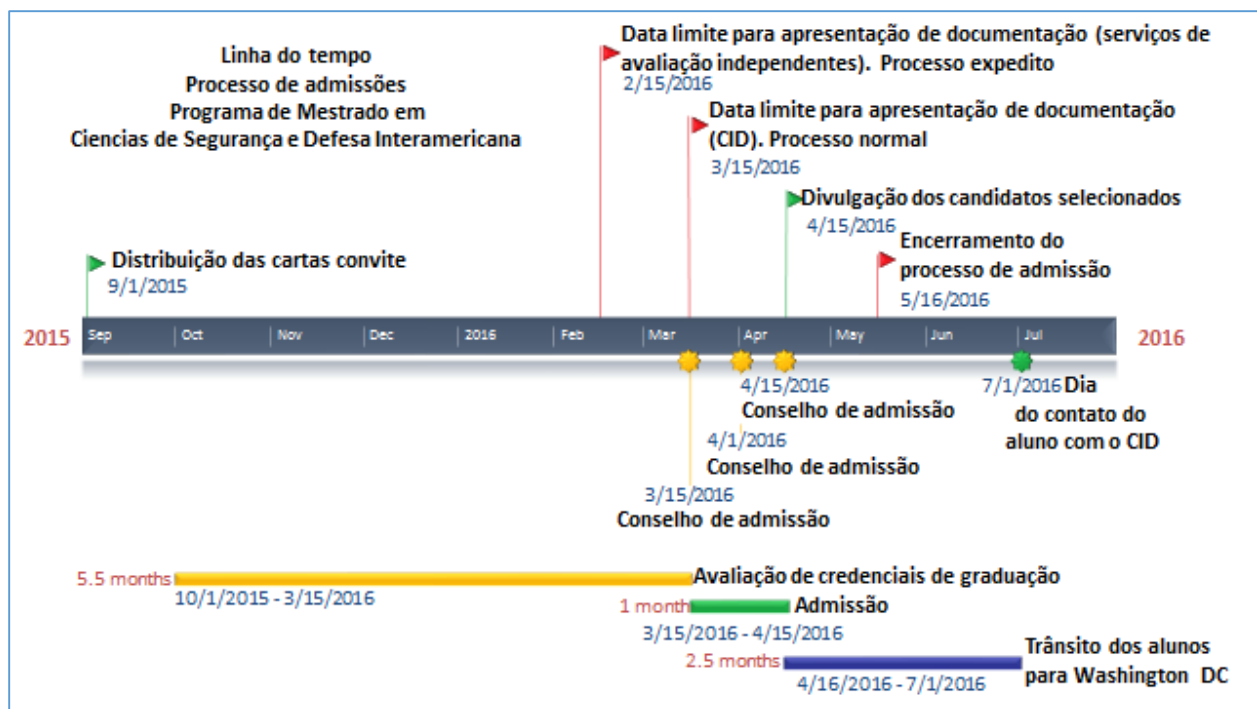 Linha do tempo
Processo de admissões
Programa de Mestrado em
Ciencias de Segurança e Defesa Interamericana
Data limite para apresentação de documentação (serviços de
avaliação independentes). Processo expedito
2/15/2016
Data limite para apresentação de documentação
(CID). Processo normal
3/15/2016
Divulgação dos candidatos selecionados
4/15/2016
Encerramento do
processo de admissão
5/16/2016
Distribuição das cartas convite
9/1/2015
2015
Sep
Oct
Nov
Dec
2016
Feb
Mar
Apr
May
Jun
Jul
2016
4/15/2016
Conselho de admissão
4/1/2016
Conselho de admissão
3/15/2016
Conselho de admissão
7/1/2016 Dia
do contato do
aluno com o CID
5.5 months
Avaliação de credenciais de graduação
10/1/2015 - 3/15/2016
1 month
Admissão
3/15/2016 - 4/15/2016
2.5 months
Trânsito dos alunos
para Washington DC
4/16/2016 - 7/1/2016